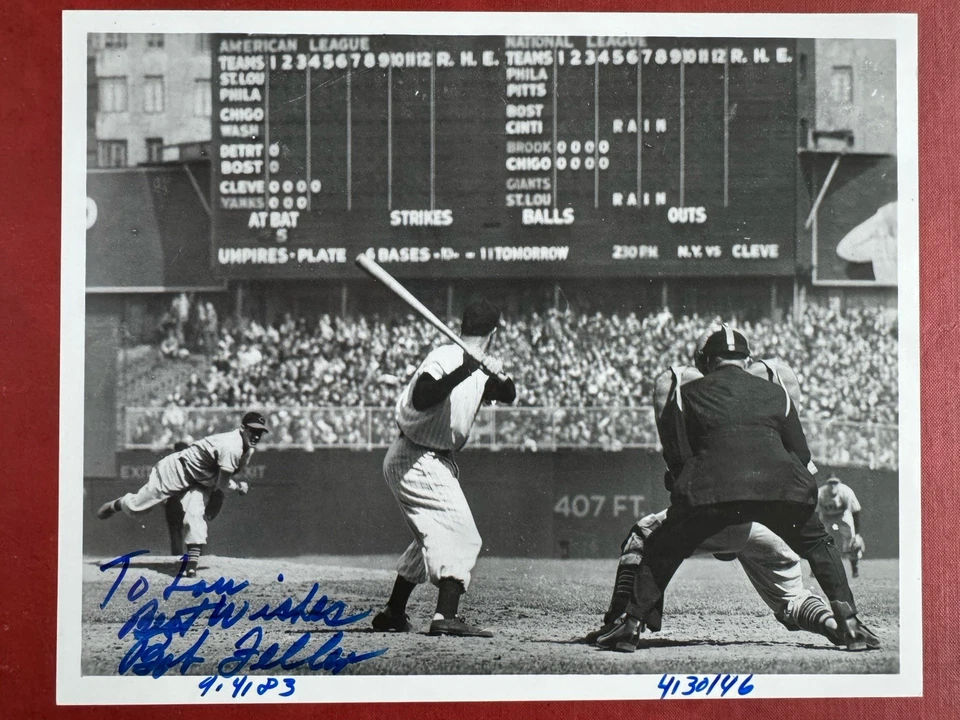 AMERICAN LEAGUE
TEAMS 1 2 3 4 5 6 7 8 9 10 11 12 R. H. E.
ST. LOU
PHILA
CHIGO
WASH
DETRT 0
BOST 0
CLEVE 0 0 0 0
YANKS 0 0 0
NATIONAL LEAGUE
TEAMS 1 2 3 4 5 6 7 8 9 10 11 12 R. H. E.
PHILA
PITTS
BOST
CINTI RAIN
BROOK 0 0 0 0
CHIGO 0 0 0 0
GIANTS
ST. LOU RAIN
AT BAT STRIKES BALLS OUTS
5
UMPIRES · PLATE 6 BASES 11 TOMORROW 230 P.M. N.Y. VS CLEVE
EXIT EXIT
407 FT.
To Lou
Best Wishes
Bob Feller
9.4.83
4/30/46